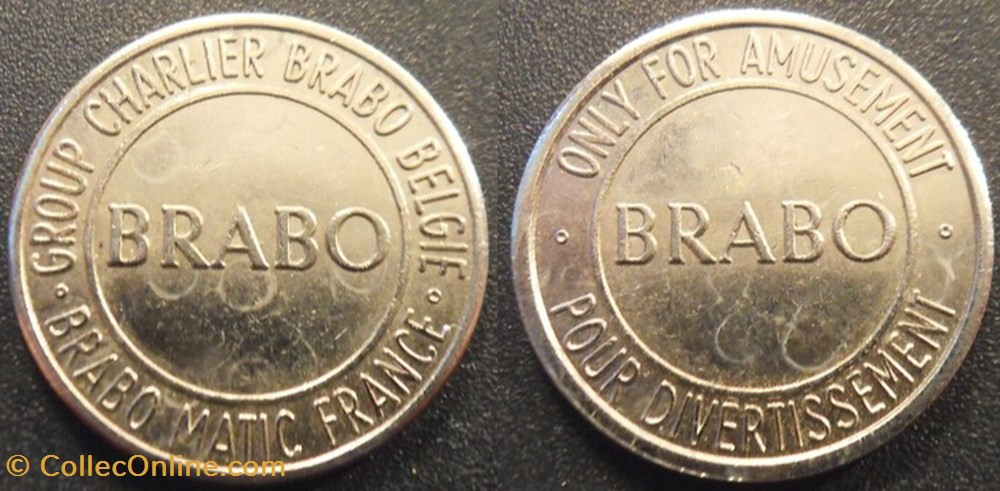 GROUP CHARLIER BRABO BELGIE
BRABO
· BRABO MATIC FRANCE ·
ONLY FOR AMUSEMENT
BRABO
· POUR DIVERTISSEMENT ·
© CollecOnline.com